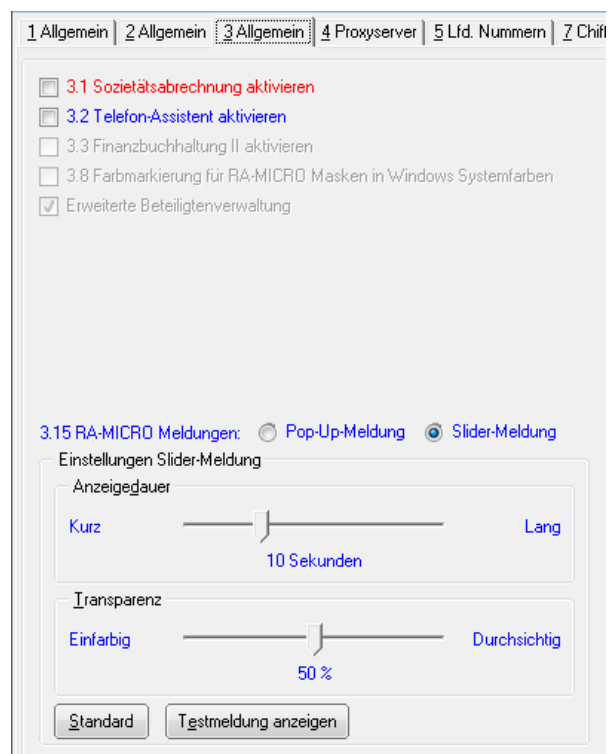 1 Allgemein 2 Allgemein 3 Allgemein 4 Proxyserver 5 Lfd. Nummern 7 Chiff
3.1 Sozietätsabrechnung aktivieren
3.2 Telefon-Assistent aktivieren
3.3 Finanzbuchhaltung II aktivieren
3.8 Farbmarkierung für RA-MICRO Masken in Windows Systemfarben
Erweiterte Beteiligtenverwaltung
3.15 RA-MICRO Meldungen: Pop-Up-Meldung Slider-Meldung
Einstellungen Slider-Meldung
Anzeigedauer
Kurz Lang
10 Sekunden
Transparenz
Einfarbig Durchsichtig
50 %
Standard Testmeldung anzeigen